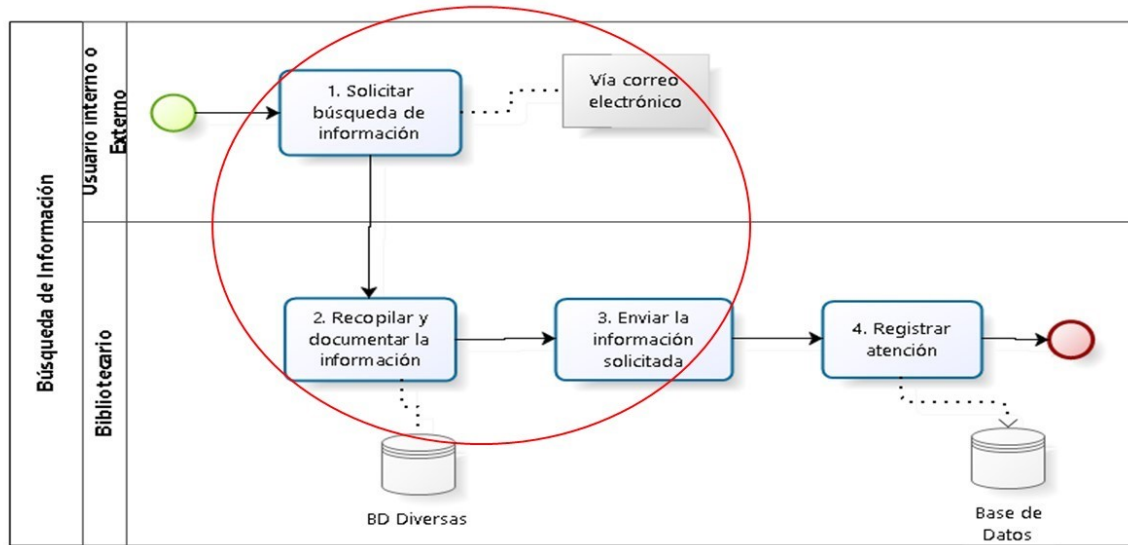 Búsqueda de Información
Usuario interno o
Externo
1. Solicitar
búsqueda de
información
Vía correo
electrónico
Bibliotecario
2. Recopilar y
documentar la
información
3. Enviar la
información
solicitada
4. Registrar
atención
BD Diversas
Base de
Datos